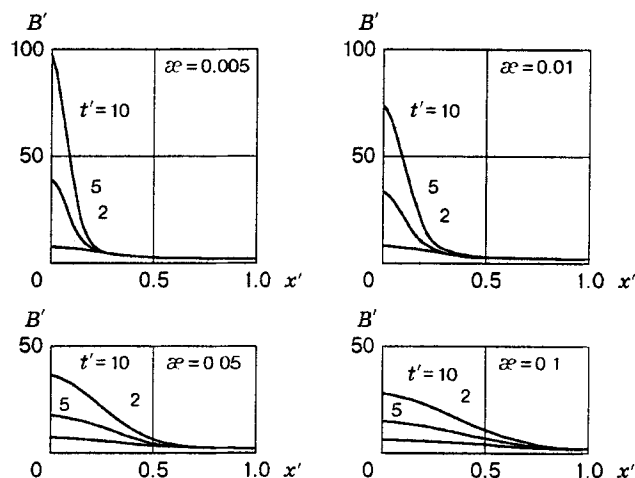 B′ B′
100 æ = 0.005 100 æ = 0.01
t′ = 10 t′ = 10
50 50
5 5
2 2
0 0.5 1.0 x′ 0 0.5 1.0 x′
B′ B′
50 t′ = 10 æ = 0 05 50 æ = 0 1
t′ = 10
5 2 5 2
0 0.5 1.0 x′ 0 0.5 1.0 x′